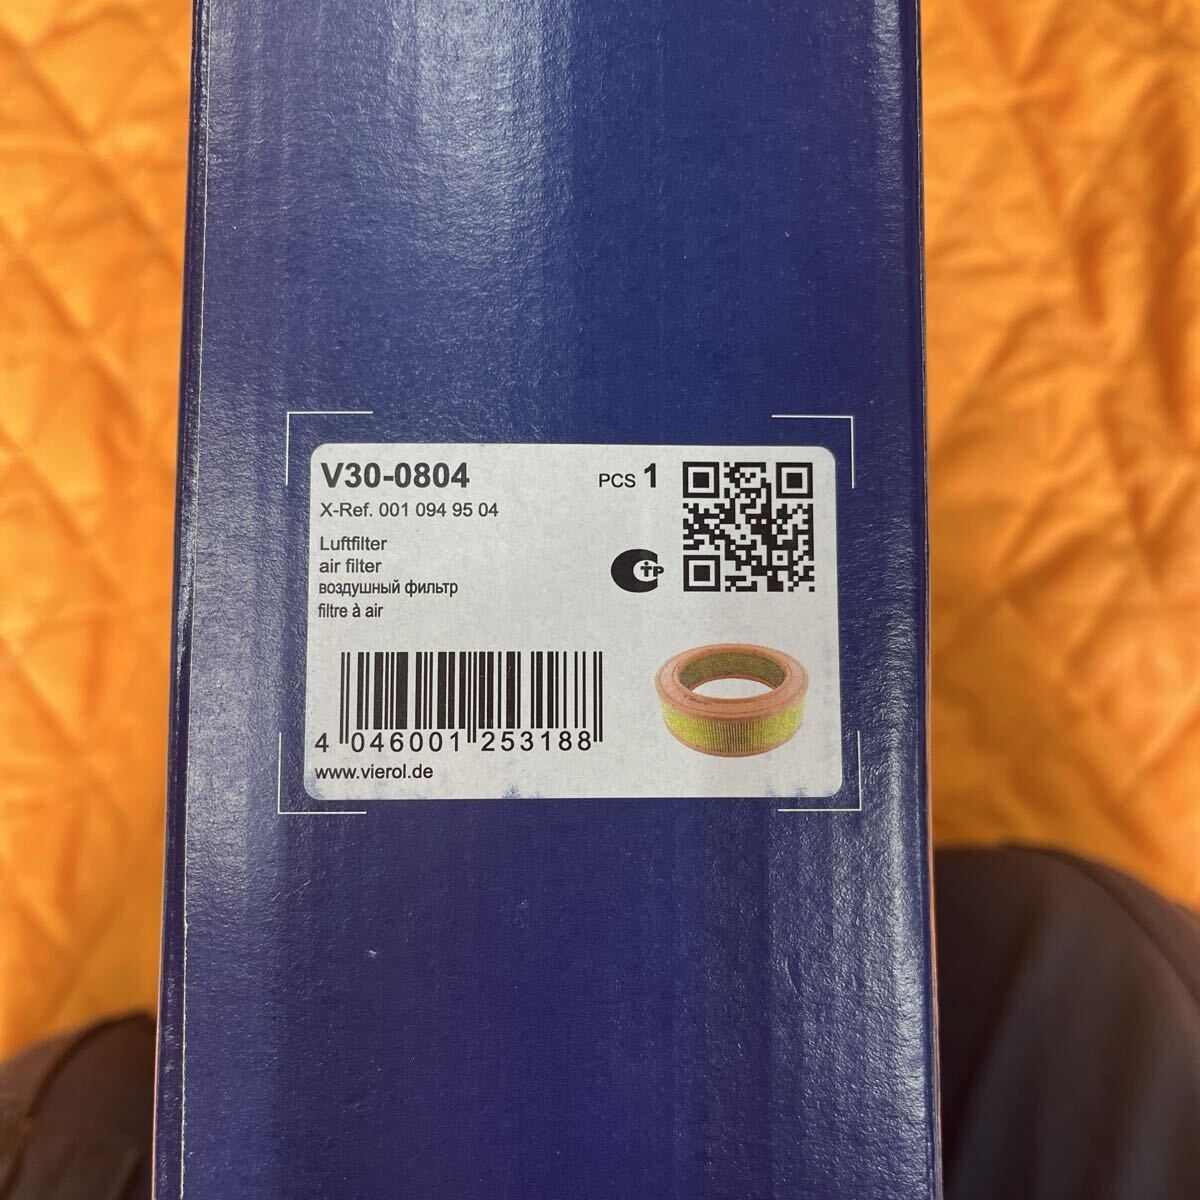 V30-0804
PCS 1
X-Ref. 001 094 95 04
Luftfilter
air filter
воздушный фильтр
filtre à air
4 046001 253188
www.vierol.de